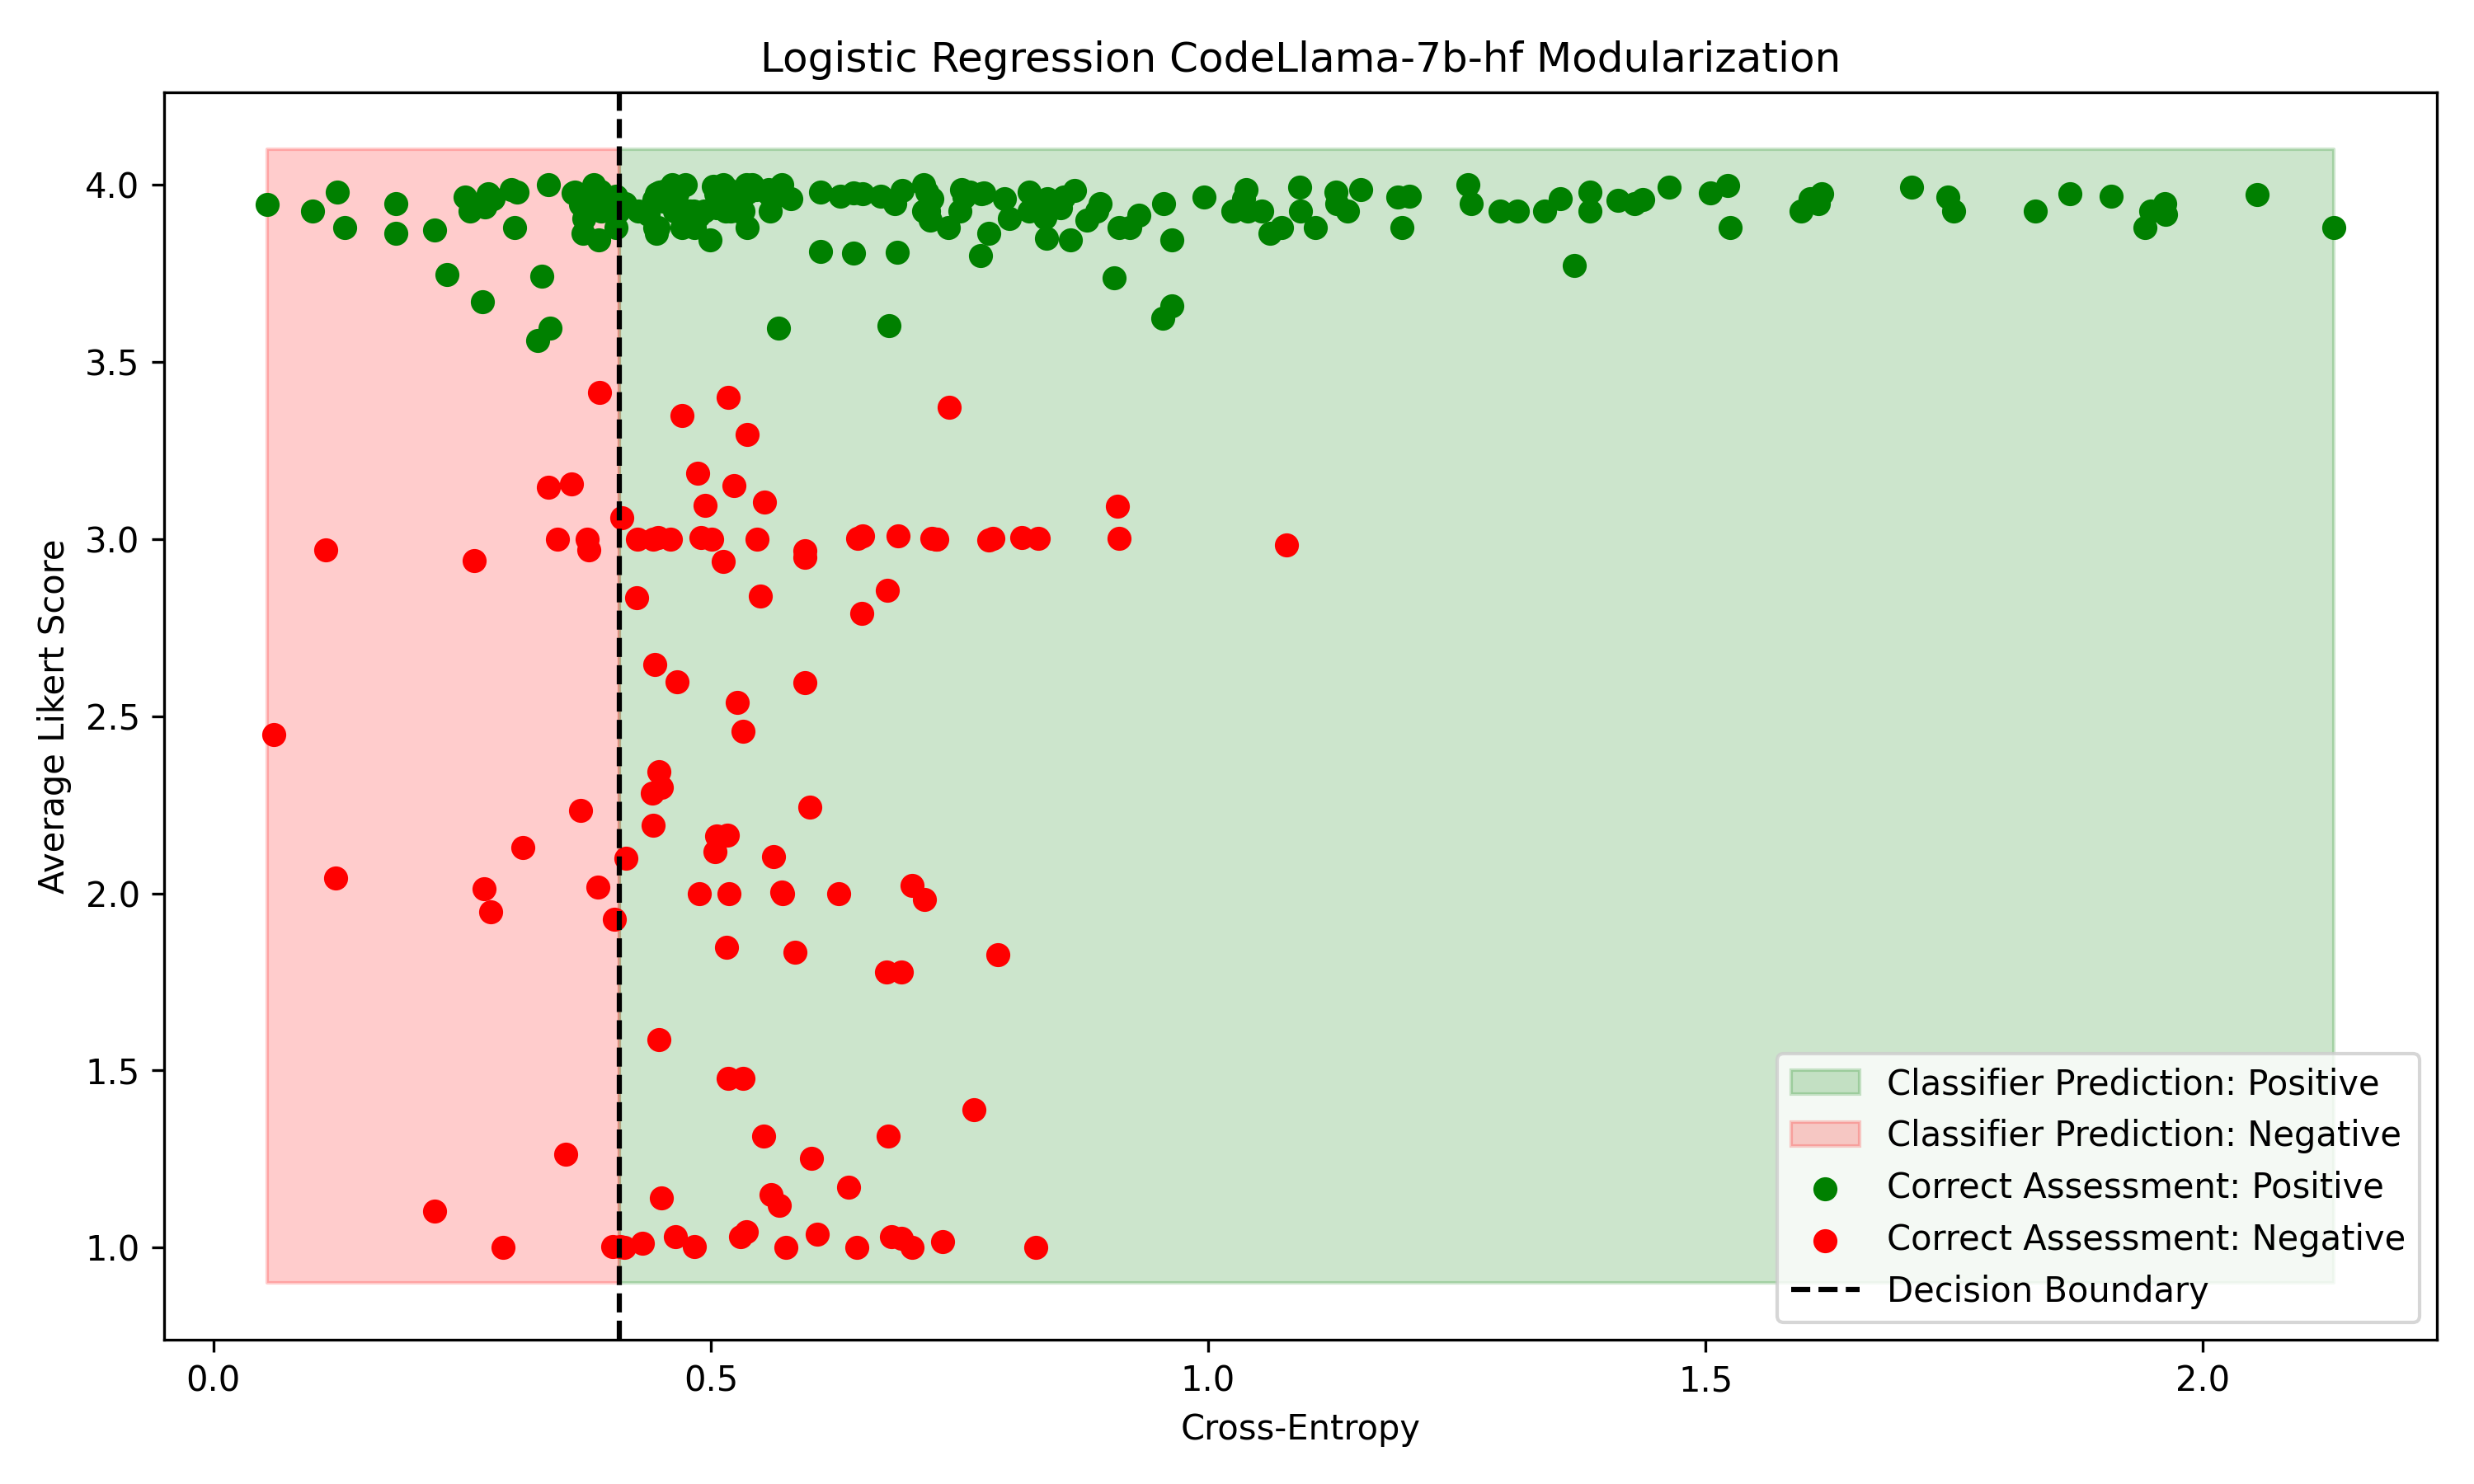 Logistic Regression CodeLlama-7b-hf Modularization
Average Likert Score
4.0
3.5
3.0
2.5
2.0
1.5
1.0
0.0
0.5
1.0
1.5
2.0
Cross-Entropy
Classifier Prediction: Positive
Classifier Prediction: Negative
Correct Assessment: Positive
Correct Assessment: Negative
Decision Boundary